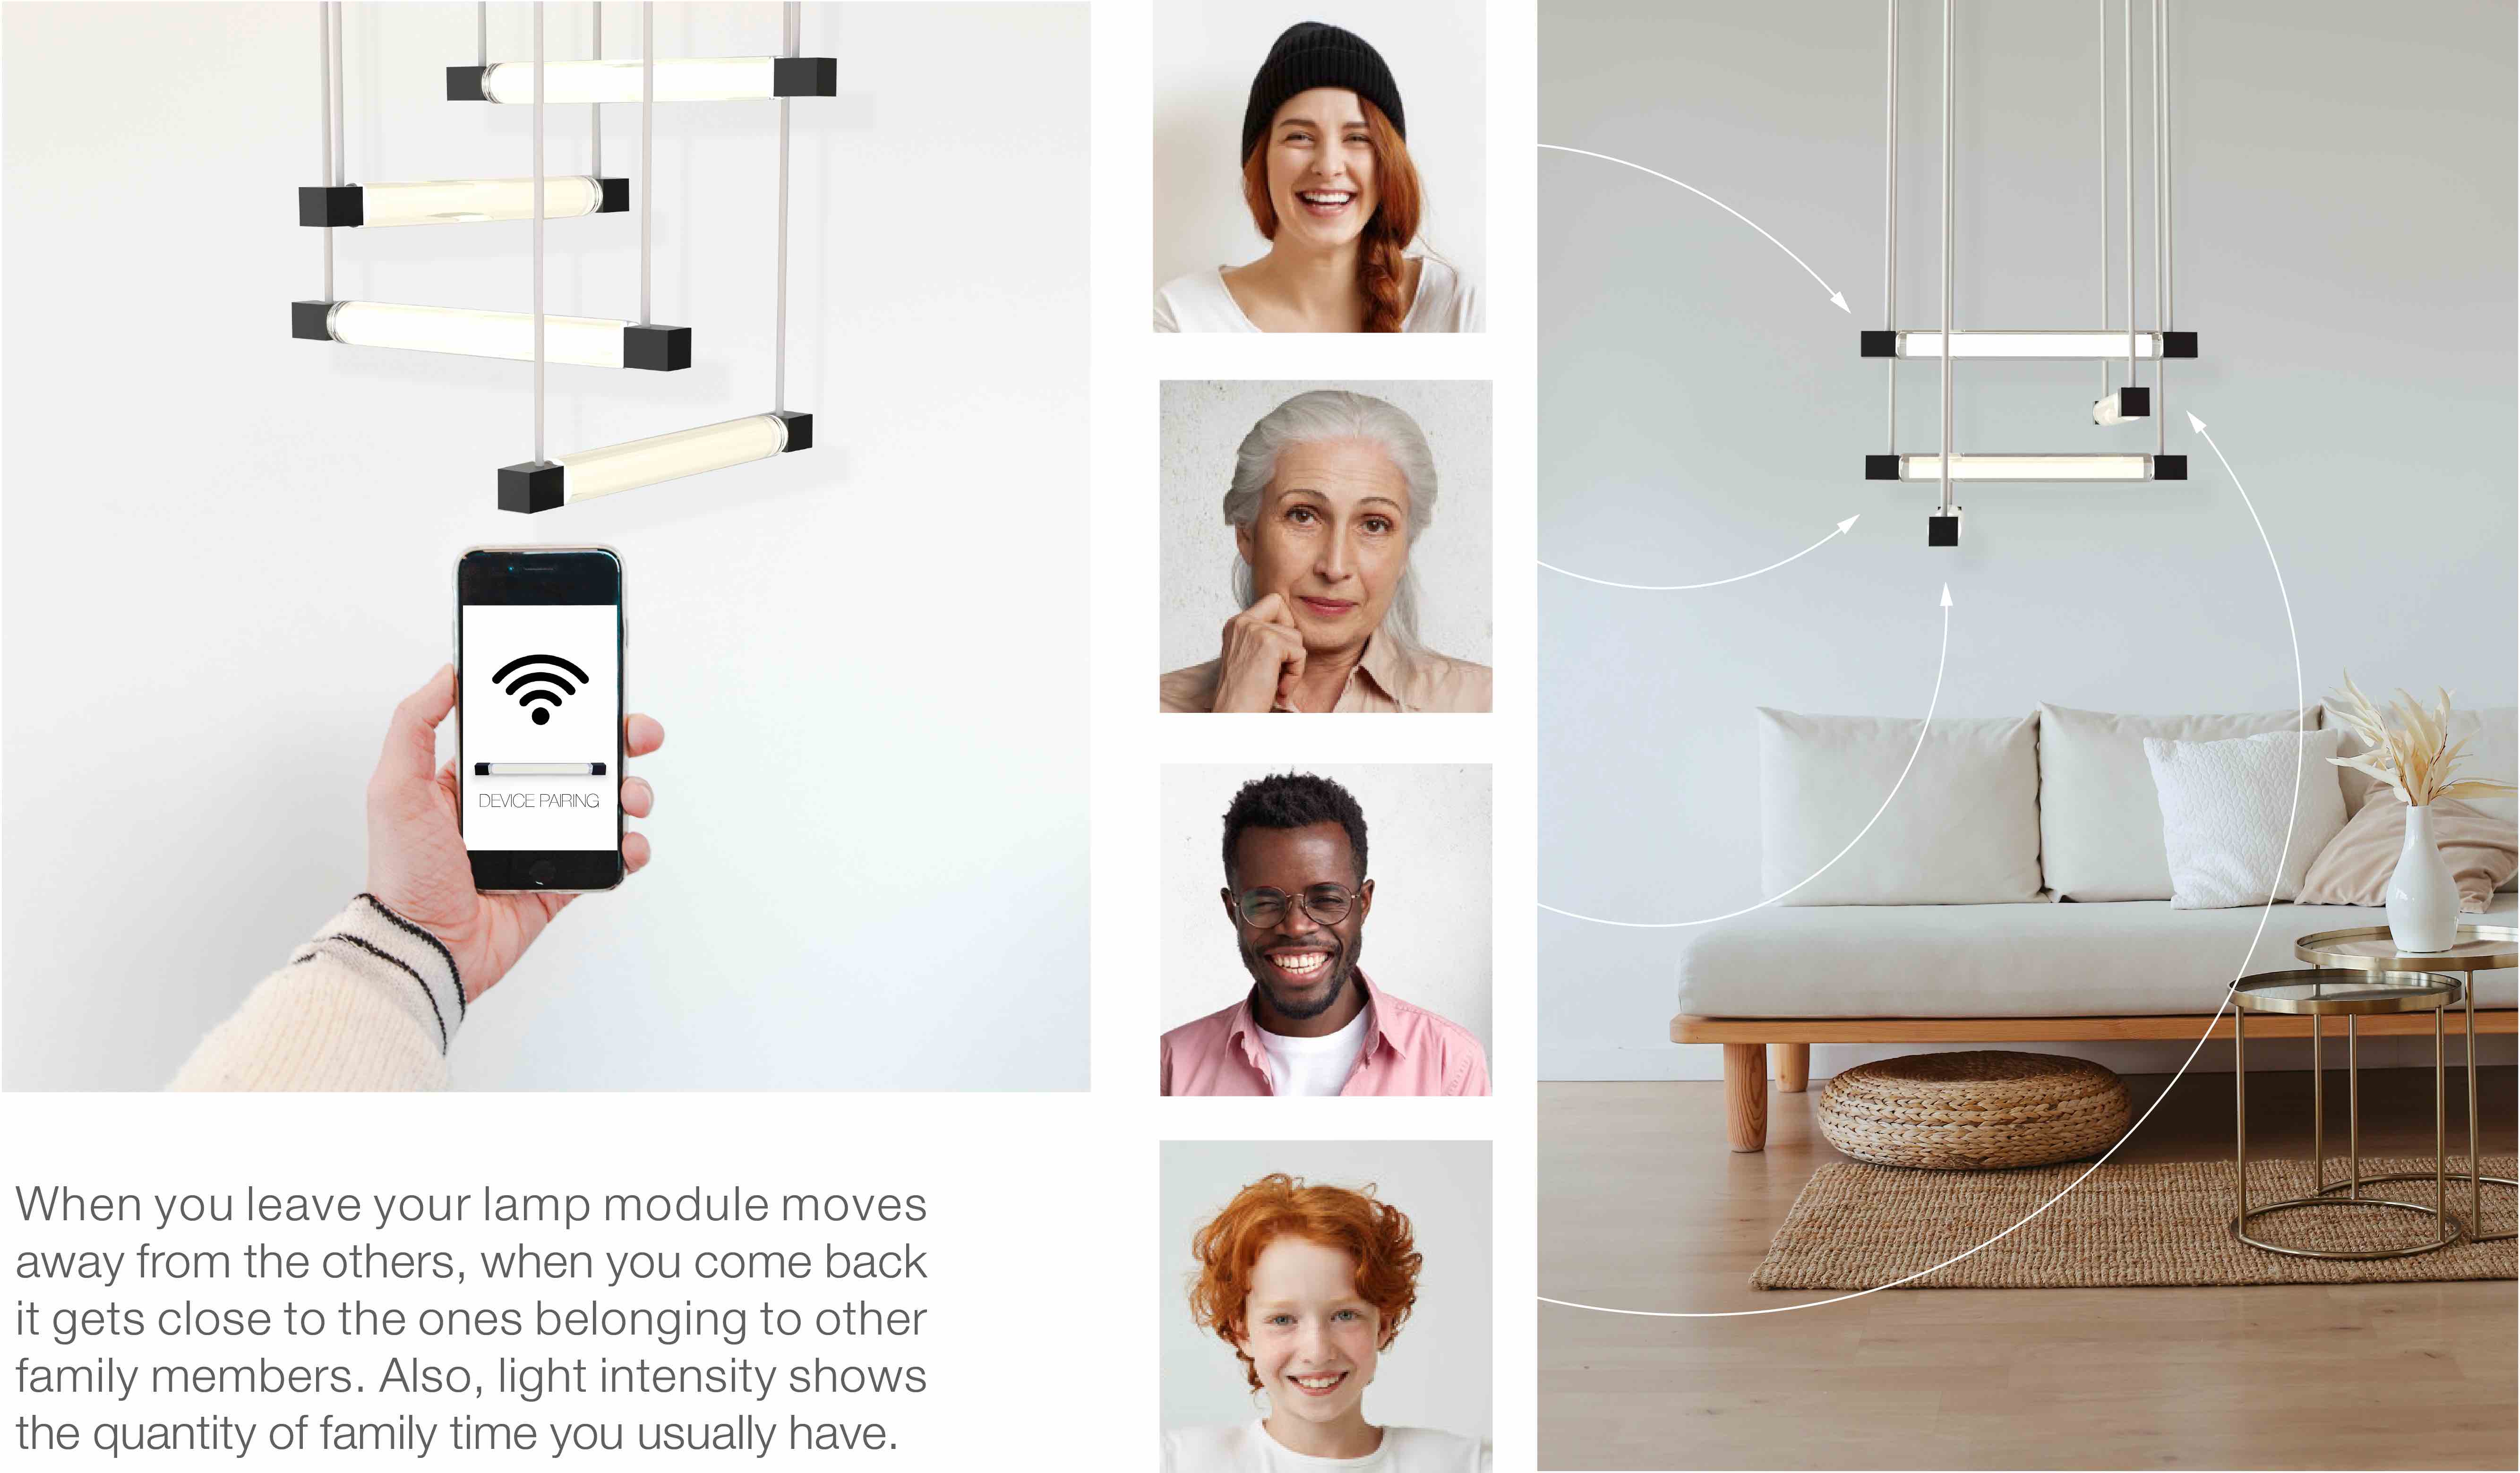 DEVICE PAIRING
When you leave your lamp module moves
away from the others, when you come back
it gets close to the ones belonging to other
family members. Also, light intensity shows
the quantity of family time you usually have.